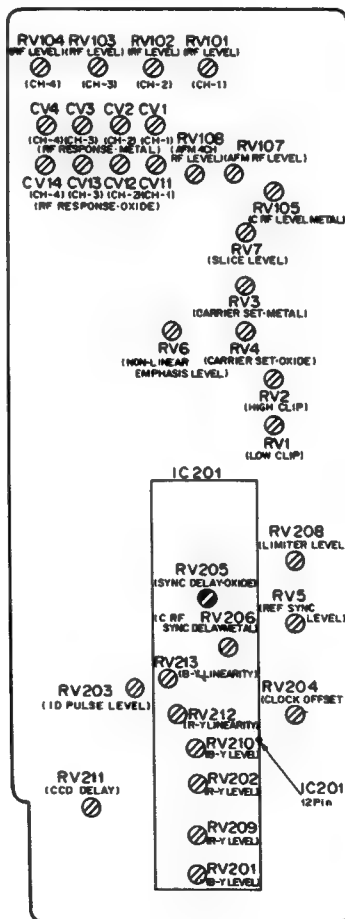 RV104 RV103 RV102 RV101
(RF LEVEL) (RF LEVEL) (RF LEVEL) (RF LEVEL)
(CH-4) (CH-3) (CH-2) (CH-1)
CV4 CV3 CV2 CV1
(CH-4) (CH-3) (CH-2) (CH-1)
(RF RESPONSE-METAL)
RV108
(AFM 4CH
RF LEVEL)
RV107
(AFM RF LEVEL)
CV14 CV13 CV12 CV11
(CH-4) (CH-3) (CH-2) (CH-1)
(RF RESPONSE-OXIDE)
RV105
(C RF LEVEL METAL)
RV7
(SLICE LEVEL)
RV3
(CARRIER SET-METAL)
RV6
(NON-LINEAR
EMPHASIS LEVEL)
RV4
(CARRIER SET-OXIDE)
RV2
(HIGH CLIP)
RV1
(LOW CLIP)
IC201
RV208
(LIMITER LEVEL)
RV205
(SYNC DELAY-OXIDE)
RV5
(REF SYNC
LEVEL)
RV206
(C RF
SYNC DELAY-METAL)
RV213
(B-Y LINEARITY)
RV203
(ID PULSE LEVEL)
RV204
(CLOCK OFFSET
RV212
(R-Y LINEARITY)
RV210
(B-Y LEVEL)
RV202
(R-Y LEVEL)
IC201
12Pin
RV211
(CCD DELAY)
RV209
(R-Y LEVEL)
RV201
(B-Y LEVEL)